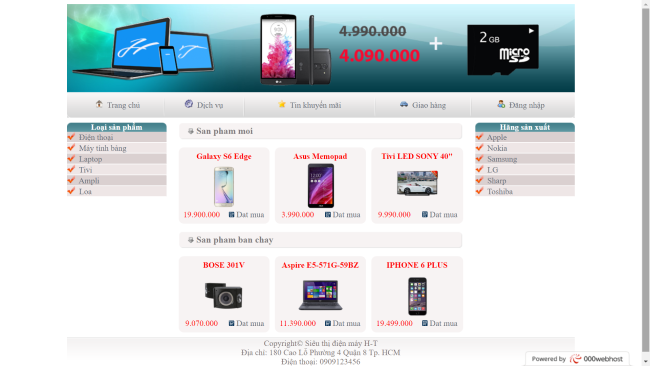 4.990.000
4.090.000
+
2 GB
micro
SD
Trang chủ
Dịch vụ
Tin khuyến mãi
Giao hàng
Đăng nhập
Loại sản phẩm
Điện thoại
Máy tính bảng
Laptop
Tivi
Ampli
Loa
San pham moi
Galaxy S6 Edge
Asus Memopad
Tivi LED SONY 40"
19.900.000
Dat mua
3.990.000
Dat mua
9.990.000
Dat mua
San pham ban chay
BOSE 301V
Aspire E5-571G-59BZ
IPHONE 6 PLUS
9.070.000
Dat mua
11.390.000
Dat mua
19.499.000
Dat mua
Hãng sản xuất
Apple
Nokia
Samsung
LG
Sharp
Toshiba
Copyright© Siêu thị điện máy H-T
Địa chỉ: 180 Cao Lỗ Phường 4 Quận 8 Tp. HCM
Điện thoại: 0909123456
Powered by 000webhost